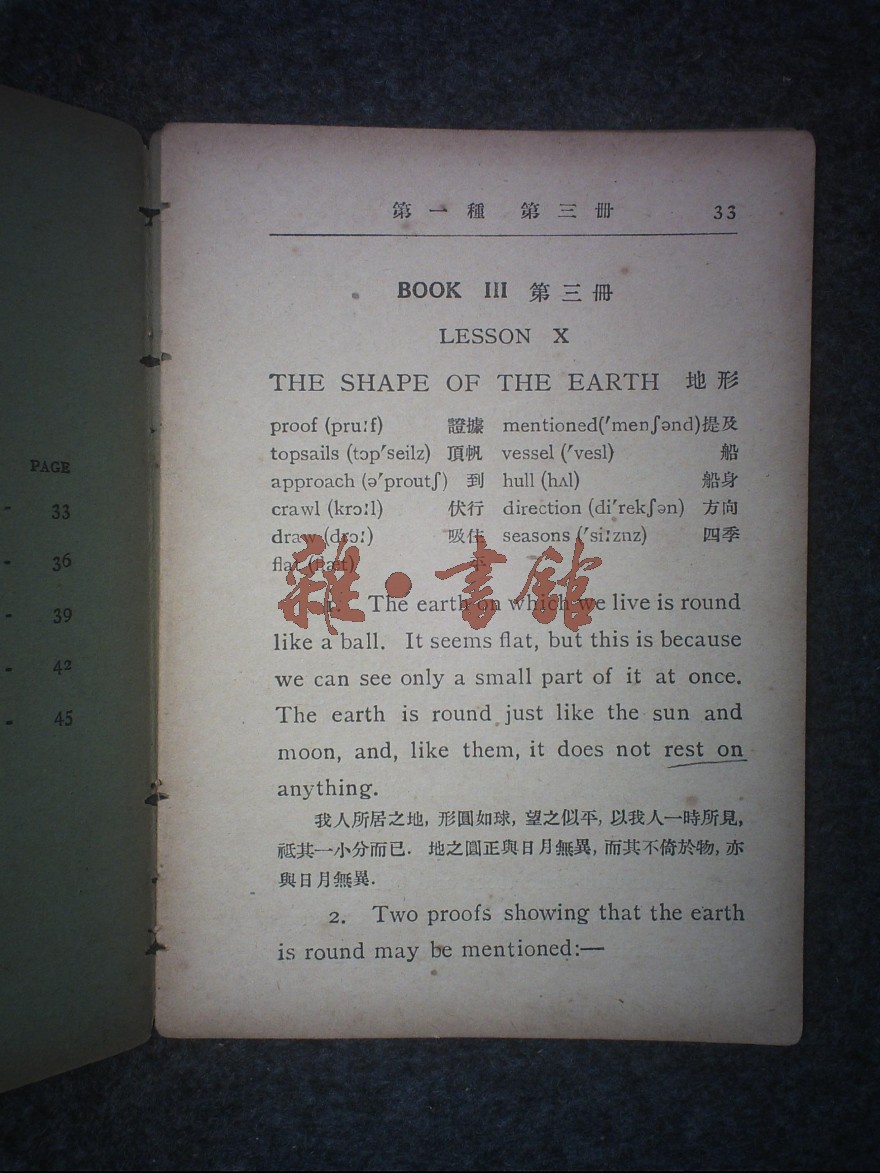 PAGE
33
36
39
42
45
第一種 第三冊 33
BOOK III 第三冊
LESSON X
THE SHAPE OF THE EARTH 地形
proof (pruːf) 證據 mentioned('menʃənd)提及
topsails (tɔp'seilz) 頂帆 vessel ('vesl) 船
approach (ə'proutʃ) 到 hull (hʌl) 船身
crawl (krɔːl) 伏行 direction (di'rekʃən) 方向
draw (drɔː) 吸住 seasons ('siːznz) 四季
flat (flæt) 平
雜·書館
1. The earth on which we live is round
like a ball. It seems flat, but this is because
we can see only a small part of it at once.
The earth is round just like the sun and
moon, and, like them, it does not rest on
anything.
我人所居之地, 形圓如球, 望之似平, 以我人一時所見,
祗其一小分而已. 地之圓正與日月無異, 而其不倚於物, 亦
與日月無異.
2. Two proofs showing that the earth
is round may be mentioned:—